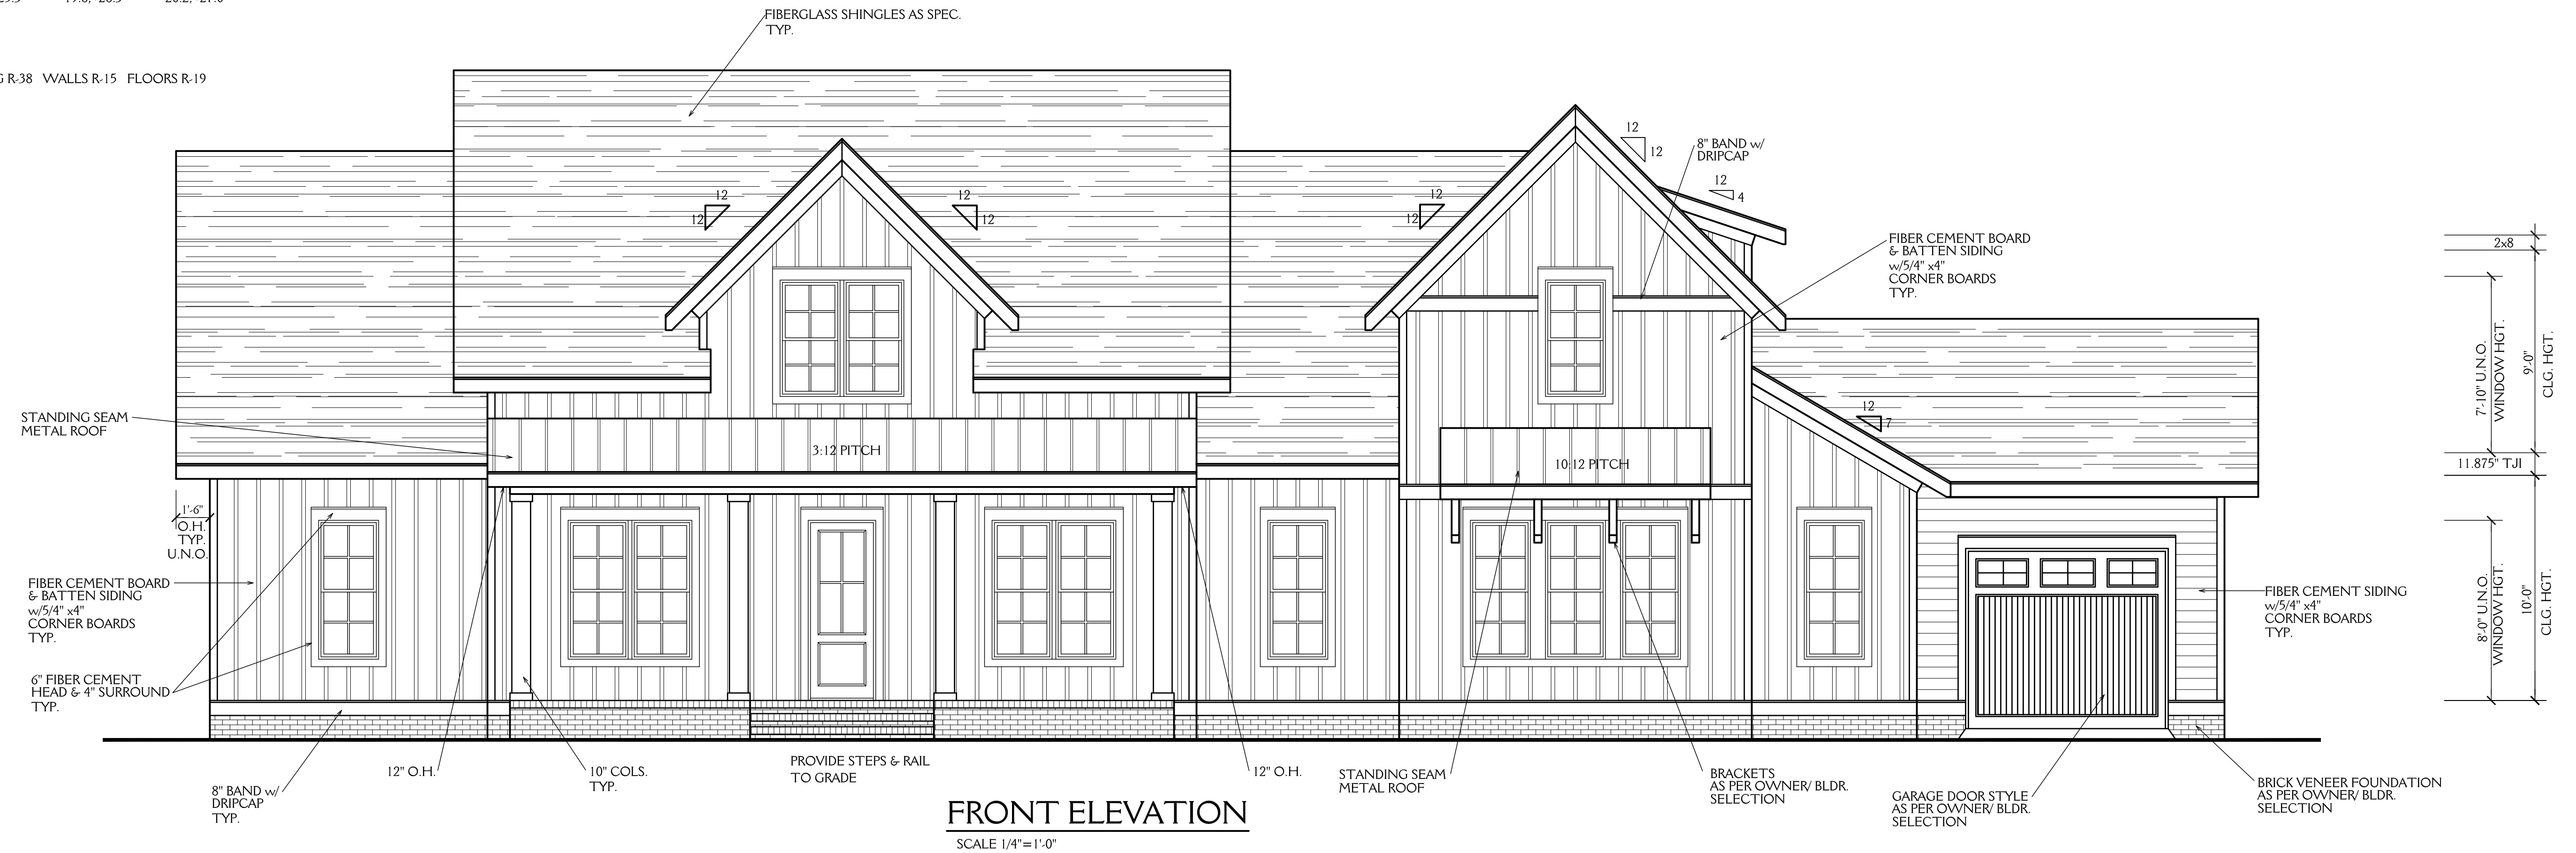 FIBERGLASS SHINGLES AS SPEC.
TYP.
R-38 WALLS R-15 FLOORS R-19
12
12
12
12
12
12
12
12
12
4
8" BAND w/
DRIPCAP
FIBER CEMENT BOARD
& BATTEN SIDING
w/5/4" x4"
CORNER BOARDS
TYP.
2x8
7'-10" U.N.O.
WINDOW HGT.
9'-0"
CLG. HGT.
11.875" TJI
8'-0" U.N.O.
WINDOW HGT.
10'-0"
CLG. HGT.
STANDING SEAM
METAL ROOF
3:12 PITCH
10:12 PITCH
12
7
1'-6"
O.H.
TYP.
U.N.O.
FIBER CEMENT BOARD
& BATTEN SIDING
w/5/4" x4"
CORNER BOARDS
TYP.
6" FIBER CEMENT
HEAD & 4" SURROUND
TYP.
FIBER CEMENT SIDING
w/5/4" x4"
CORNER BOARDS
TYP.
8" BAND w/
DRIPCAP
TYP.
12" O.H.
10" COLS.
TYP.
PROVIDE STEPS & RAIL
TO GRADE
12" O.H.
STANDING SEAM
METAL ROOF
BRACKETS
AS PER OWNER/ BLDR.
SELECTION
GARAGE DOOR STYLE
AS PER OWNER/ BLDR.
SELECTION
BRICK VENEER FOUNDATION
AS PER OWNER/ BLDR.
SELECTION
FRONT ELEVATION
SCALE 1/4"=1'-0"